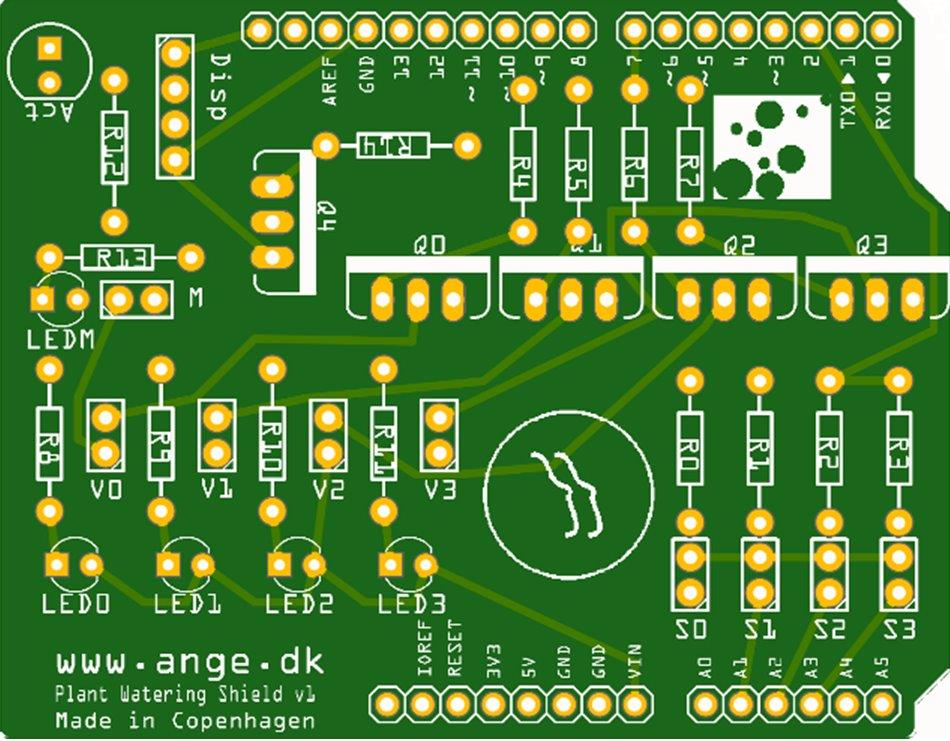 Act
R12
Disp
AREF
GND
13
12
~11
~10
~9
8
7
~6
~5
4
~3
2
TX0▶1
RX0◀0
R14
R4
R5
R6
R7
Q4
R13
M
LEDM
Q0
Q1
Q2
Q3
R8
V0
R9
V1
R10
V2
R11
V3
R0
R1
R2
R3
LED0
LED1
LED2
LED3
S0
S1
S2
S3
www.ange.dk
Plant Watering Shield v1
Made in Copenhagen
IOREF
RESET
3V3
5V
GND
GND
VIN
A0
A1
A2
A3
A4
A5